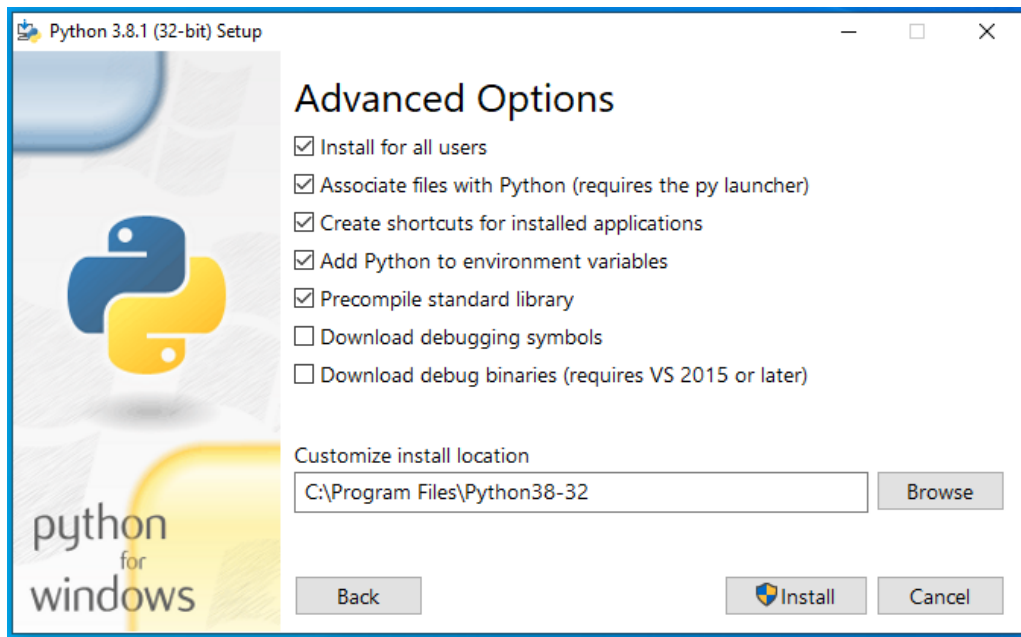 Python 3.8.1 (32-bit) Setup
Advanced Options
Install for all users
Associate files with Python (requires the py launcher)
Create shortcuts for installed applications
Add Python to environment variables
Precompile standard library
Download debugging symbols
Download debug binaries (requires VS 2015 or later)
Customize install location
C:\Program Files\Python38-32
Browse
python
for
windows
Back
Install
Cancel